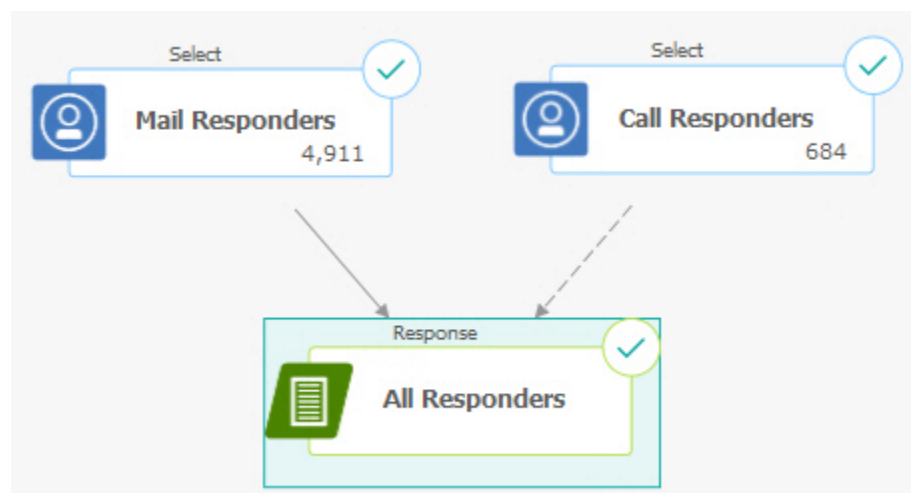 Select
Mail Responders
4,911
Select
Call Responders
684
Response
All Responders